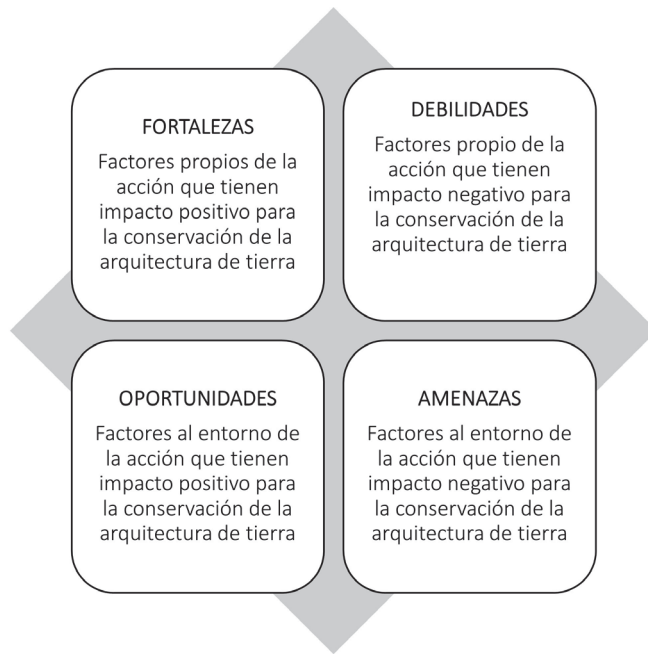 FORTALEZAS
Factores propios de la
acción que tienen
impacto positivo para
la conservación de la
arquitectura de tierra
DEBILIDADES
Factores propio de la
acción que tienen
impacto negativo para
la conservación de la
arquitectura de tierra
OPORTUNIDADES
Factores al entorno de
la acción que tienen
impacto positivo para
la conservación de la
arquitectura de tierra
AMENAZAS
Factores al entorno de
la acción que tienen
impacto negativo para
la conservación de la
arquitectura de tierra